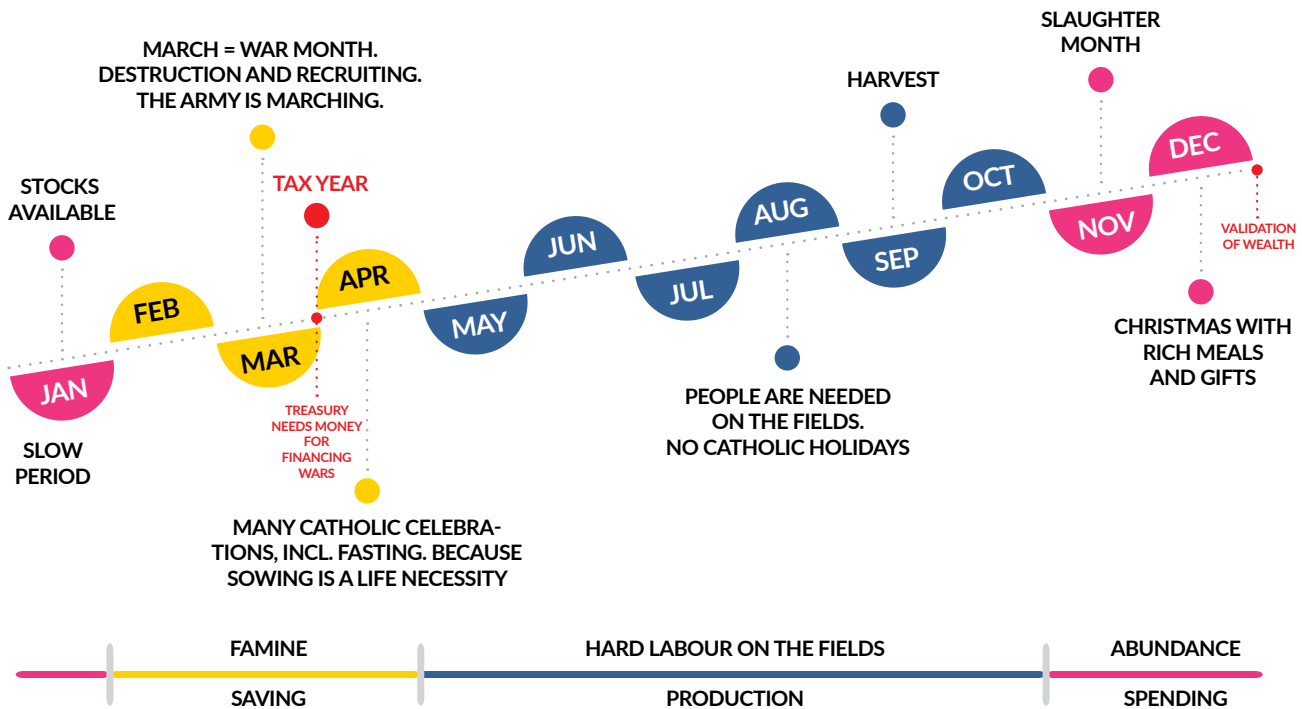 SLAUGHTER
MONTH
MARCH = WAR MONTH.
DESTRUCTION AND RECRUITING.
THE ARMY IS MARCHING.
HARVEST
STOCKS
AVAILABLE
TAX YEAR
JAN
FEB
MAR
APR
MAY
JUN
JUL
AUG
SEP
OCT
NOV
DEC
VALIDATION
OF WEALTH
SLOW
PERIOD
TREASURY
NEEDS MONEY
FOR
FINANCING
WARS
MANY CATHOLIC CELEBRA-
TIONS, INCL. FASTING. BECAUSE
SOWING IS A LIFE NECESSITY
PEOPLE ARE NEEDED
ON THE FIELDS.
NO CATHOLIC HOLIDAYS
CHRISTMAS WITH
RICH MEALS
AND GIFTS
FAMINE
HARD LABOUR ON THE FIELDS
ABUNDANCE
SAVING
PRODUCTION
SPENDING